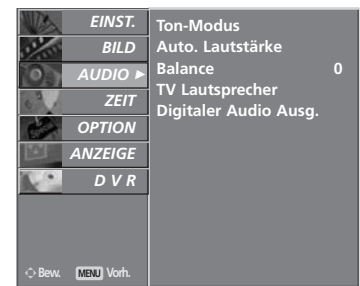 EINST.
BILD
AUDIO ►
ZEIT
OPTION
ANZEIGE
D V R
Bew. MENU Vorh.
Ton-Modus
Auto. Lautstärke
Balance 0
TV Lautsprecher
Digitaler Audio Ausg.